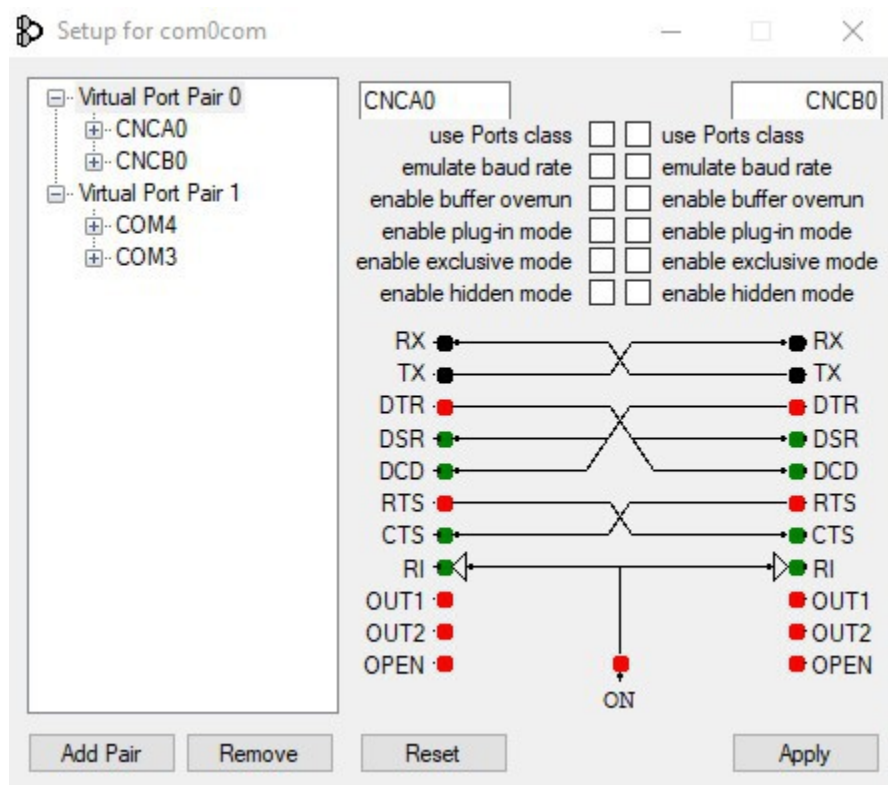 Setup for com0com
Virtual Port Pair 0
CNCA0
CNCB0
Virtual Port Pair 1
COM4
COM3
CNCA0 CNCB0
use Ports class use Ports class
emulate baud rate emulate baud rate
enable buffer overrun enable buffer overrun
enable plug-in mode enable plug-in mode
enable exclusive mode enable exclusive mode
enable hidden mode enable hidden mode
RX RX
TX TX
DTR DTR
DSR DSR
DCD DCD
RTS RTS
CTS CTS
RI RI
OUT1 OUT1
OUT2 OUT2
OPEN OPEN
ON
Add Pair Remove Reset Apply